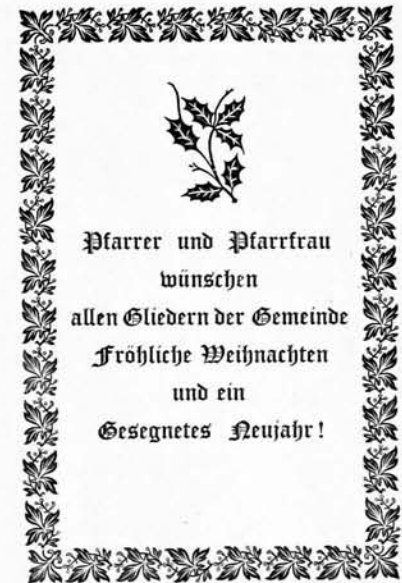 Pfarrer und Pfarrfrau
wünschen
allen Gliedern der Gemeinde
Fröhliche Weihnachten
und ein
Gesegnetes Neujahr!